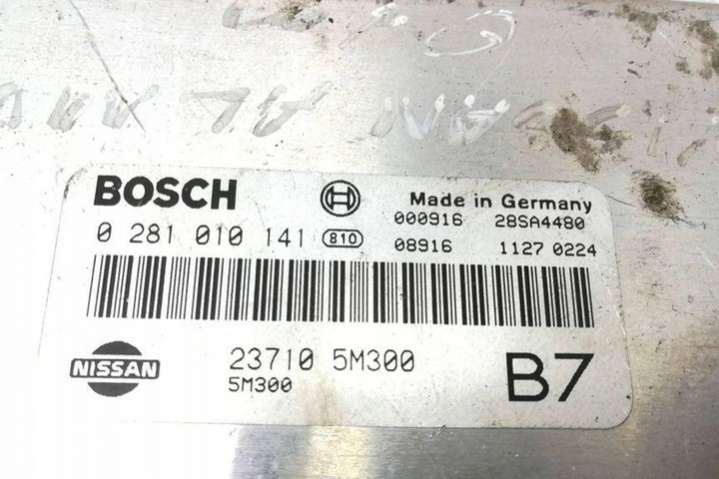 BOSCH Made in Germany
000916 28SA4480
0 281 010 141 810 08916 1127 0224
NISSAN 23710 5M300 B7
5M300